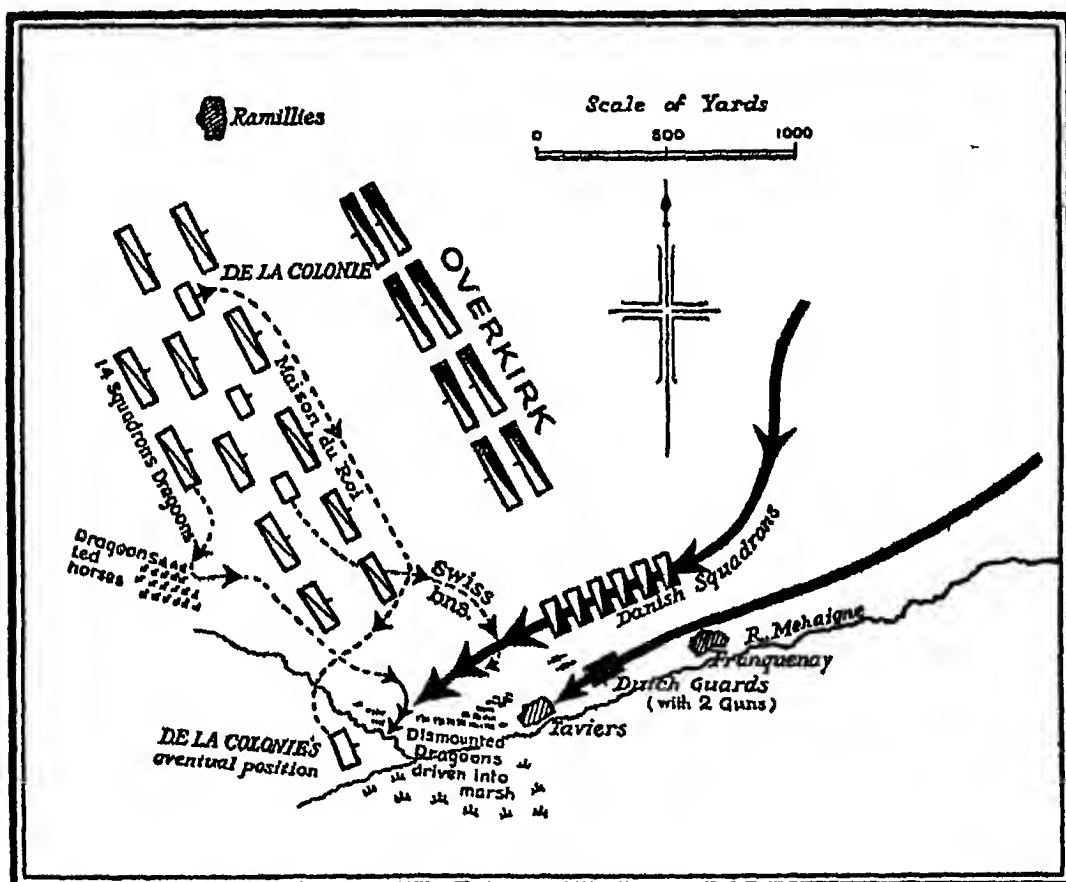 Ramillies
Scale of Yards
0 500 1000
DE LA COLONIE
OVERKIRK
Maison du Roi
14 Squadrons Dragoons
Dragoons
Led
horses
Swiss
bns.
Danish Squadrons
R. Mehaigne
Franquenay
Dutch Guards
(with 2 Guns)
Taviers
Dismounted
Dragoons
driven into
marsh
DE LA COLONIE'S
eventual position